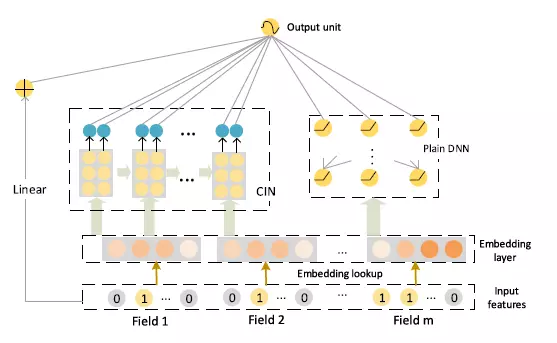 Output unit
...
Linear
...
CIN
Plain DNN
...
Embedding
layer
Embedding lookup
0 1 ... 0 0 1 ... 0 ... 1 1 ... 0
Input
features
Field 1 Field 2 Field m